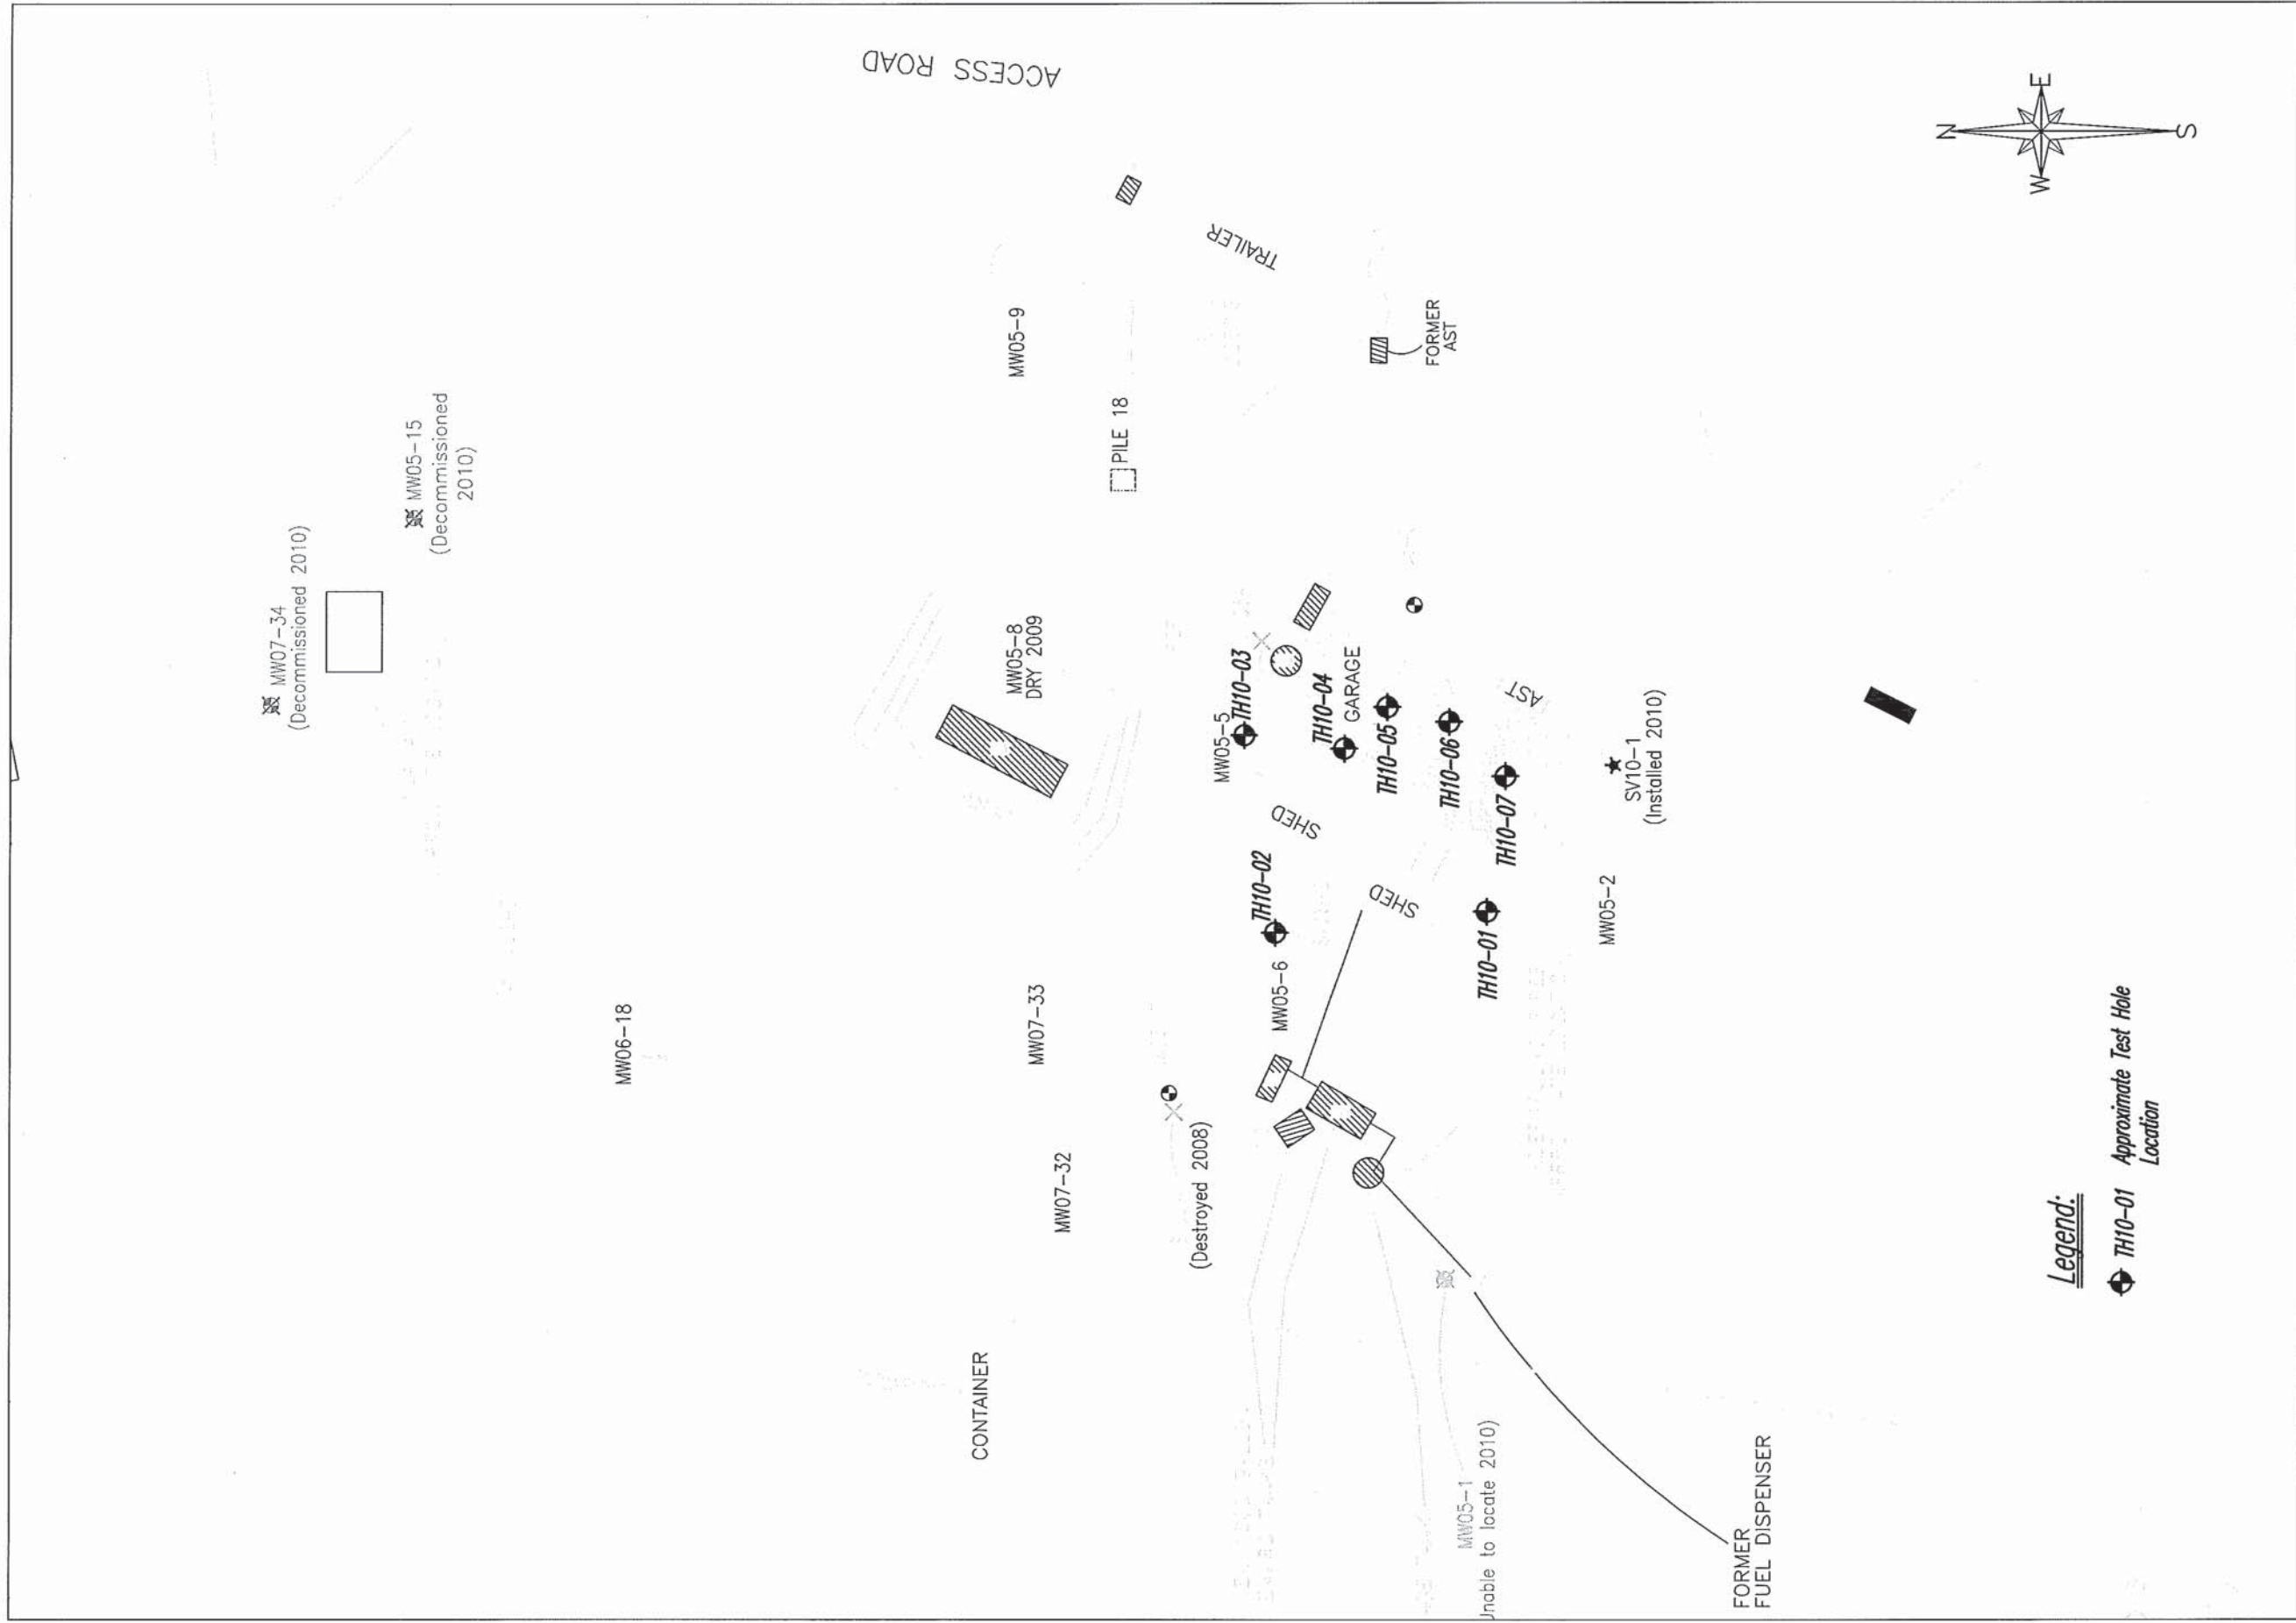 MW07-34
(Decommissioned 2010)
MW05-15
(Decommissioned
2010)
MW06-18
ACCESS ROAD
CONTAINER
MW05-8
DRY 2009
MW05-9
MW07-33
MW07-32
PILE 18
(Destroyed 2008)
MW05-5
TH10-03
TRAILER
TH10-02
MW05-6
SHED
TH10-04
GARAGE
SHED
TH10-05
FORMER
AST
TH10-06
MW05-1
Unable to locate 2010)
TH10-01
TH10-07
AST
MW05-2
SV10-1
(Installed 2010)
FORMER
FUEL DISPENSER
N
W
E
S
Legend:
TH10-01 Approximate Test Hole
Location